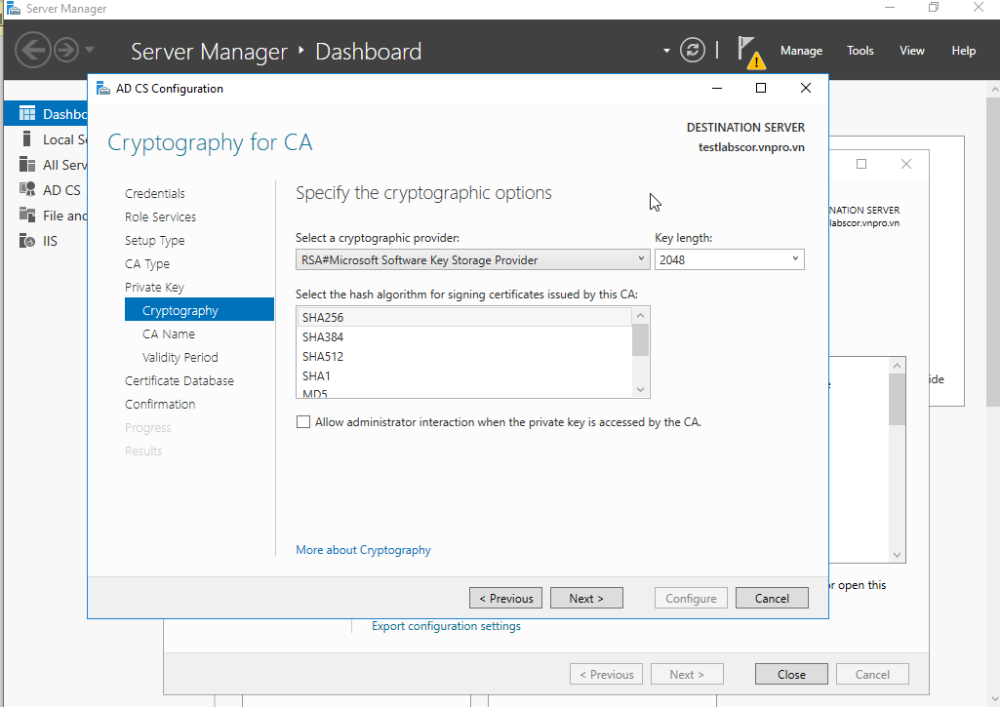 Server Manager
Server Manager • Dashboard
Manage Tools View Help
AD CS Configuration
Cryptography for CA
DESTINATION SERVER
testlabscor.vnpro.vn
Dashbo
Local Se
All Serv
AD CS
File and
IIS
Credentials
Role Services
Setup Type
CA Type
Private Key
Cryptography
CA Name
Validity Period
Certificate Database
Confirmation
Progress
Results
Specify the cryptographic options
Select a cryptographic provider:
Key length:
RSA#Microsoft Software Key Storage Provider
2048
Select the hash algorithm for signing certificates issued by this CA:
SHA256
SHA384
SHA512
SHA1
MD5
Allow administrator interaction when the private key is accessed by the CA.
More about Cryptography
< Previous
Next >
Configure
Cancel
NATION SERVER
labscor.vnpro.vn
ide
or open this
Export configuration settings
< Previous
Next >
Close
Cancel